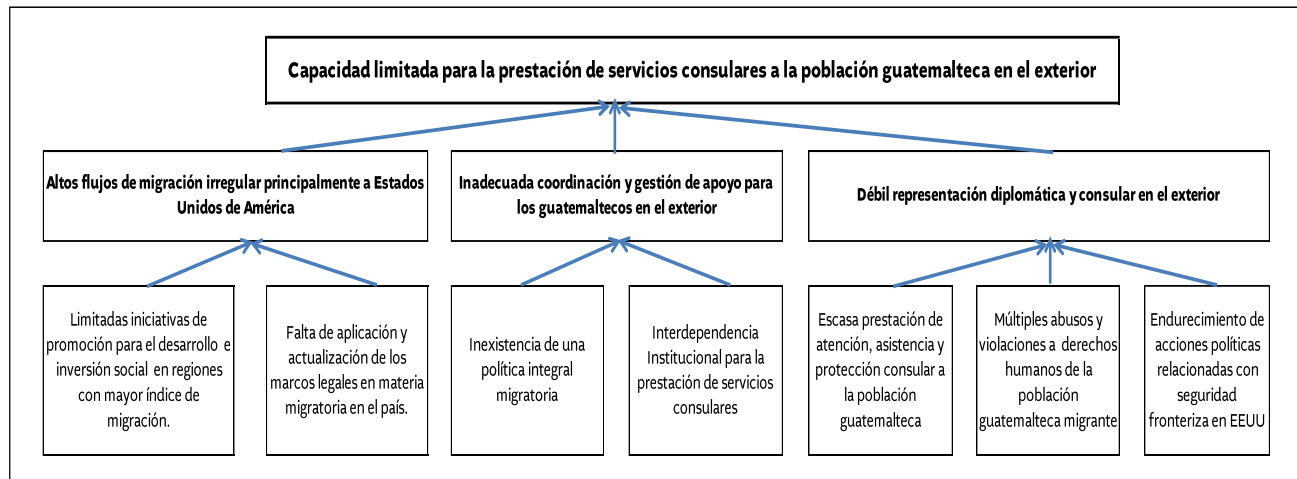 Capacidad limitada para la prestación de servicios consulares a la población guatemalteca en el exterior
Altos flujos de migración irregular principalmente a Estados
Unidos de América
Inadecuada coordinación y gestión de apoyo para
los guatemaltecos en el exterior
Débil representación diplomática y consular en el exterior
Limitadas iniciativas de
promoción para el desarrollo e
inversión social en regiones
con mayor índice de
migración.
Falta de aplicación y
actualización de los
marcos legales en materia
migratoria en el país.
Inexistencia de una
política integral
migratoria
Interdependencia
Institucional para la
prestación de servicios
consulares
Escasa prestación de
atención, asistencia y
protección consular a
la población
guatemalteca
Múltiples abusos y
violaciones a derechos
humanos de la
población
guatemalteca migrante
Endurecimiento de
acciones políticas
relacionadas con
seguridad
fronteriza en EEUU